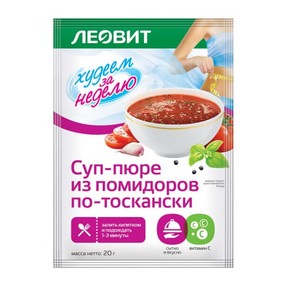 ЛЕОВИТ
худеем
за
неделю
Суп-пюре
из помидоров
по-тоскански
залить кипятком
и подождать
1-3 минуты
сытно
и вкусно
C
C
C
витамин C
масса нетто: 20 г